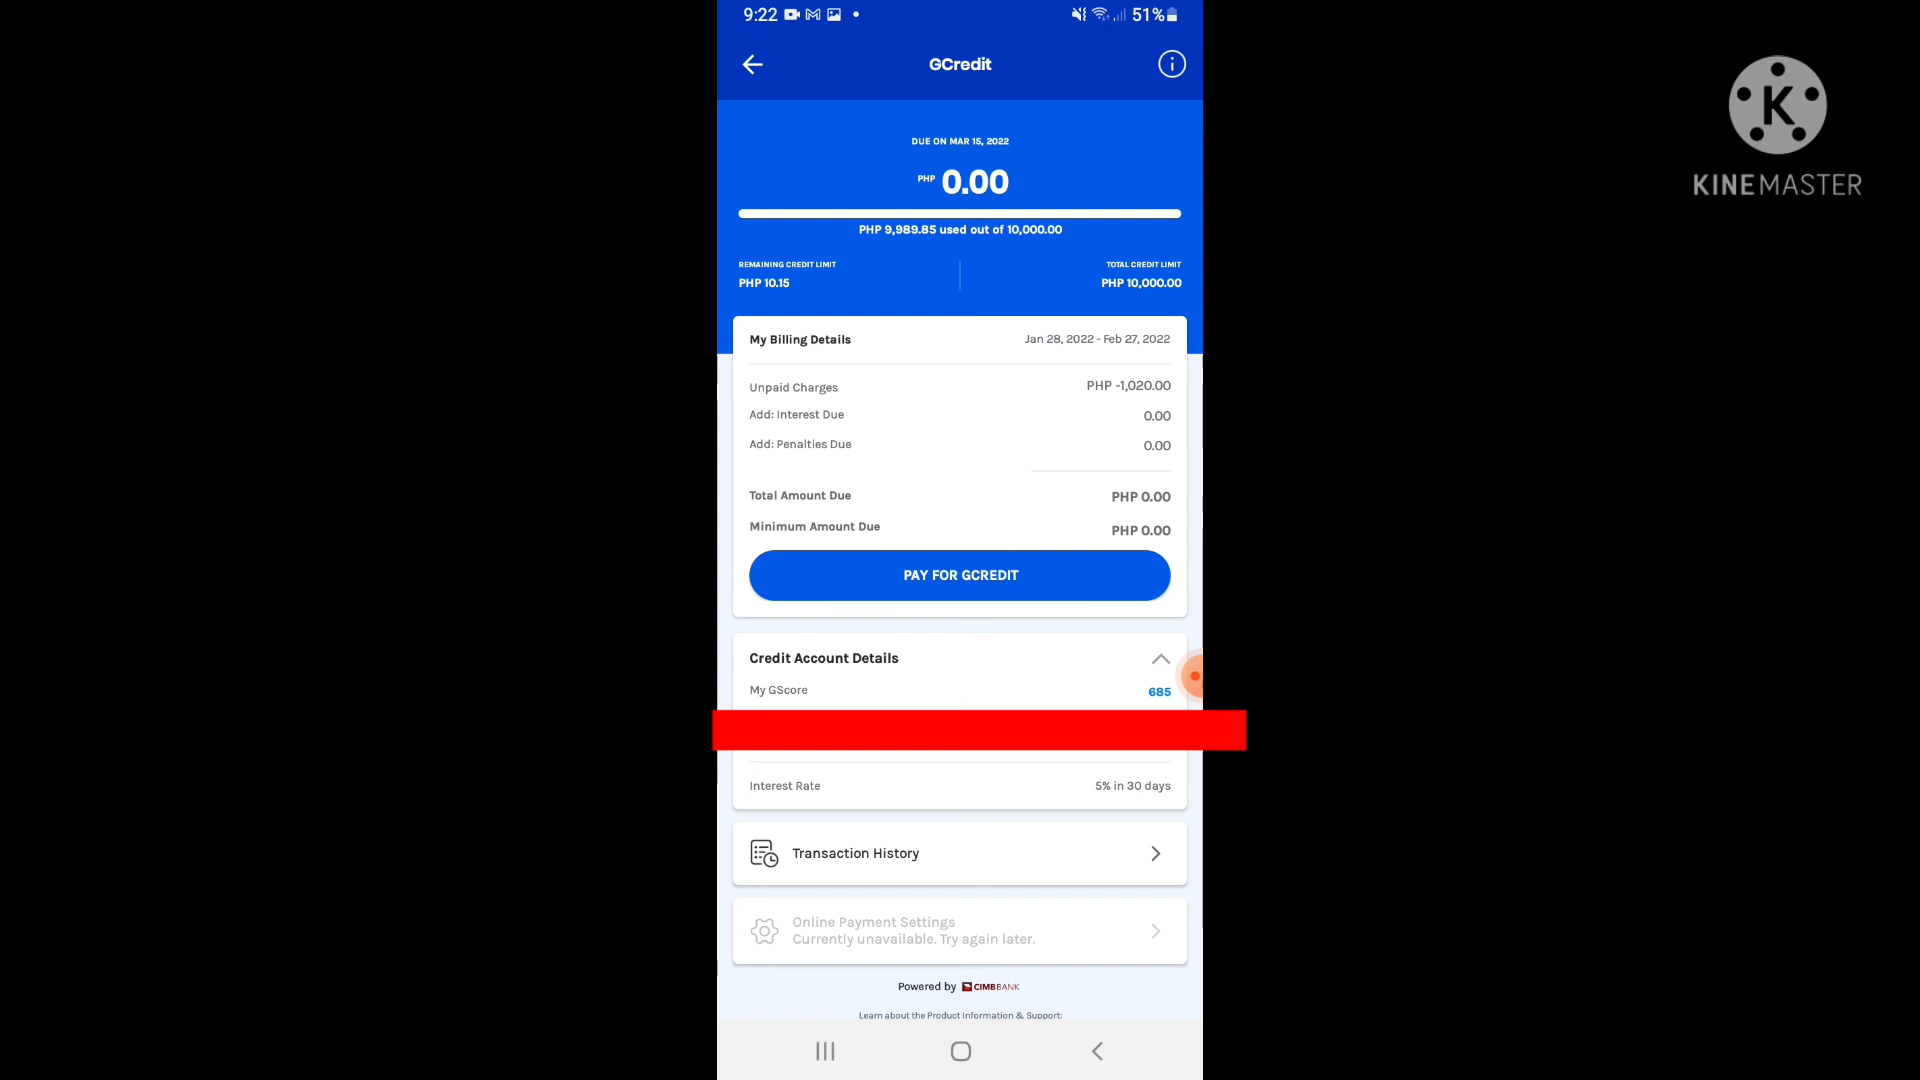 9:22 51%
GCredit
DUE ON MAR 15, 2022
PHP 0.00
PHP 9,989.85 used out of 10,000.00
REMAINING CREDIT LIMIT TOTAL CREDIT LIMIT
PHP 10.15 PHP 10,000.00
My Billing Details Jan 28, 2022 - Feb 27, 2022
Unpaid Charges PHP -1,020.00
Add: Interest Due 0.00
Add: Penalties Due 0.00
Total Amount Due PHP 0.00
Minimum Amount Due PHP 0.00
PAY FOR GCREDIT
Credit Account Details
My GScore 685
Interest Rate 5% in 30 days
Transaction History
Online Payment Settings
Currently unavailable. Try again later.
Powered by CIMB BANK
Learn about the Product Information & Support:
K
KINEMASTER